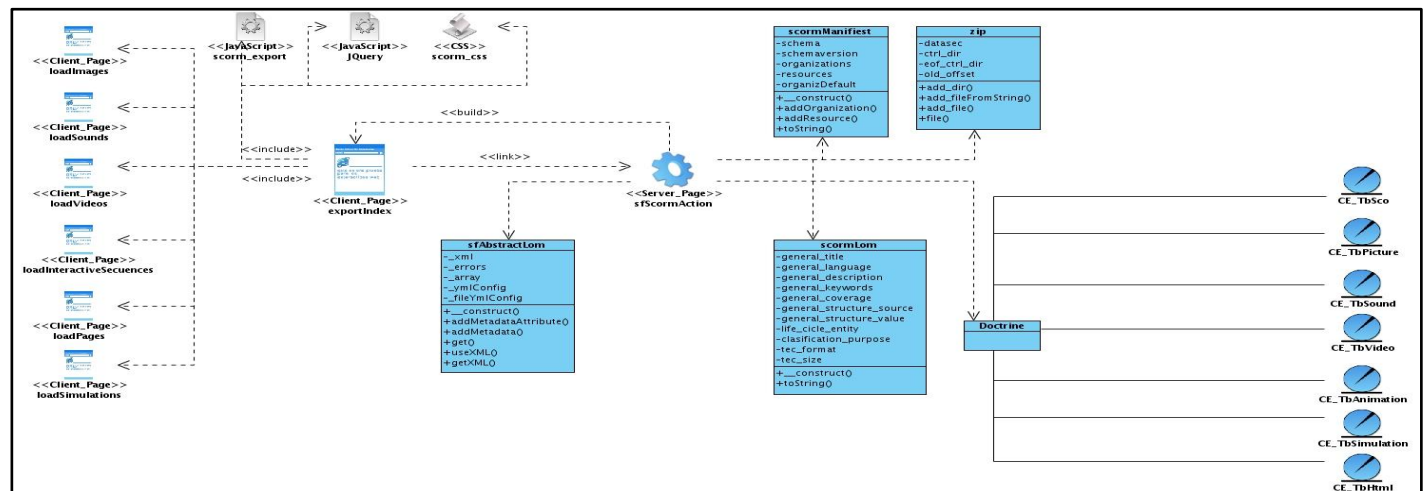 <<Client_Page>>
loadImages
<<Client_Page>>
loadSounds
<<Client_Page>>
loadVideos
<<Client_Page>>
loadInteractiveSecuences
<<Client_Page>>
loadPages
<<Client_Page>>
loadSimulations
<<JavaScript>>
scorm_export
<<JavaScript>>
JQuery
<<CSS>>
scorm_css
<<build>>
<<include>>
<<link>>
<<include>>
<<Client_Page>>
exportIndex
<<Server_Page>>
sfScormAction
scormManifiest
-schema
-schemaversion
-organizations
-resources
-organizDefault
+__construct()
+addOrganization()
+addResource()
+toString()
zip
-datasec
-ctrl_dir
-eof_ctrl_dir
-old_offset
+add_dir()
+add_fileFromString()
+add_file()
+file()
sfAbstractLom
-_xml
-_errors
-_array
-_ymlConfig
-_fileYmlConfig
+__construct()
+addMetadataAttribute()
+addMetadata()
+get()
+useXML()
+getXML()
scormLom
-general_title
-general_language
-general_description
-general_keywords
-general_coverage
-general_structure_source
-general_structure_value
-life_cicle_entity
-clasification_purpose
-tec_format
-tec_size
+__construct()
+toString()
Doctrine
CE_TbSco
CE_TbPicture
CE_TbSound
CE_TbVideo
CE_TbAnimation
CE_TbSimulation
CE_TbHtml